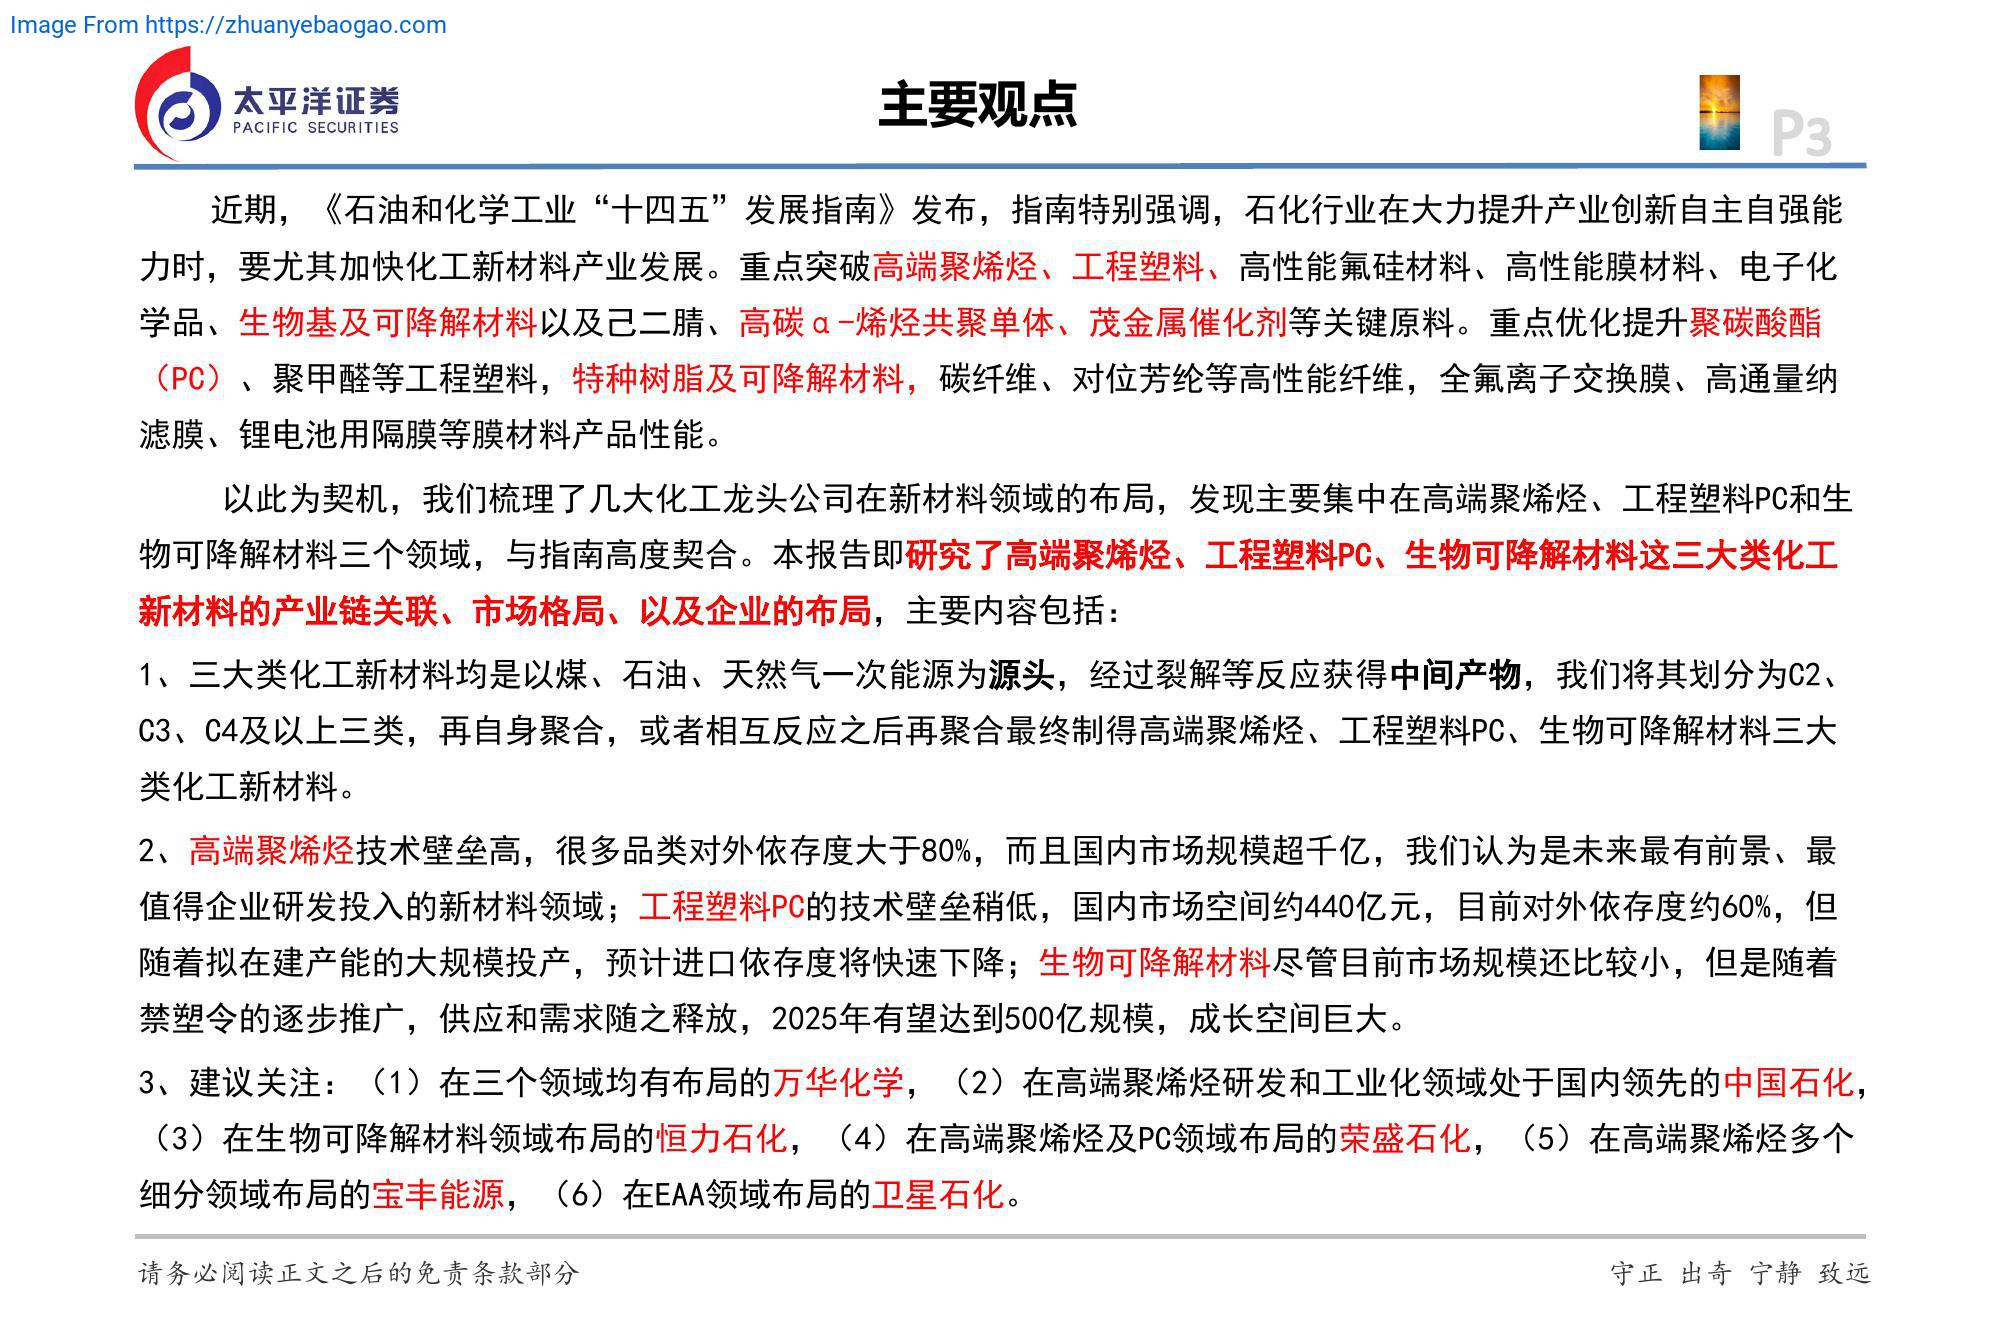 Image From https://zhuanyebaogao.com
太平洋证券
PACIFIC SECURITIES
主要观点
P3
近期，《石油和化学工业“十四五”发展指南》发布，指南特别强调，石化行业在大力提升产业创新自主自强能
力时，要尤其加快化工新材料产业发展。重点突破高端聚烯烃、工程塑料、高性能氟硅材料、高性能膜材料、电子化
学品、生物基及可降解材料以及己二腈、高碳α-烯烃共聚单体、茂金属催化剂等关键原料。重点优化提升聚碳酸酯
（PC）、聚甲醛等工程塑料，特种树脂及可降解材料，碳纤维、对位芳纶等高性能纤维，全氟离子交换膜、高通量纳
滤膜、锂电池用隔膜等膜材料产品性能。
以此为契机，我们梳理了几大化工龙头公司在新材料领域的布局，发现主要集中在高端聚烯烃、工程塑料PC和生
物可降解材料三个领域，与指南高度契合。本报告即研究了高端聚烯烃、工程塑料PC、生物可降解材料这三大类化工
新材料的产业链关联、市场格局、以及企业的布局，主要内容包括：
1、三大类化工新材料均是以煤、石油、天然气一次能源为源头，经过裂解等反应获得中间产物，我们将其划分为C2、
C3、C4及以上三类，再自身聚合，或者相互反应之后再聚合最终制得高端聚烯烃、工程塑料PC、生物可降解材料三大
类化工新材料。
2、高端聚烯烃技术壁垒高，很多品类对外依存度大于80%，而且国内市场规模超千亿，我们认为是未来最有前景、最
值得企业研发投入的新材料领域；工程塑料PC的技术壁垒稍低，国内市场空间约440亿元，目前对外依存度约60%，但
随着拟在建产能的大规模投产，预计进口依存度将快速下降；生物可降解材料尽管目前市场规模还比较小，但是随着
禁塑令的逐步推广，供应和需求随之释放，2025年有望达到500亿规模，成长空间巨大。
3、建议关注：（1）在三个领域均有布局的万华化学，（2）在高端聚烯烃研发和工业化领域处于国内领先的中国石化，
（3）在生物可降解材料领域布局的恒力石化，（4）在高端聚烯烃及PC领域布局的荣盛石化，（5）在高端聚烯烃多个
细分领域布局的宝丰能源，（6）在EAA领域布局的卫星石化。
请务必阅读正文之后的免责条款部分
守正 出奇 宁静 致远